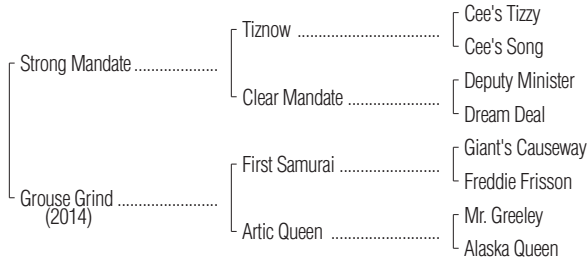 Cee's Tizzy
Tiznow
Cee's Song
Strong Mandate
Deputy Minister
Clear Mandate
Dream Deal
Giant's Causeway
First Samurai
Freddie Frisson
Grouse Grind
(2014)
Mr. Greeley
Artic Queen
Alaska Queen